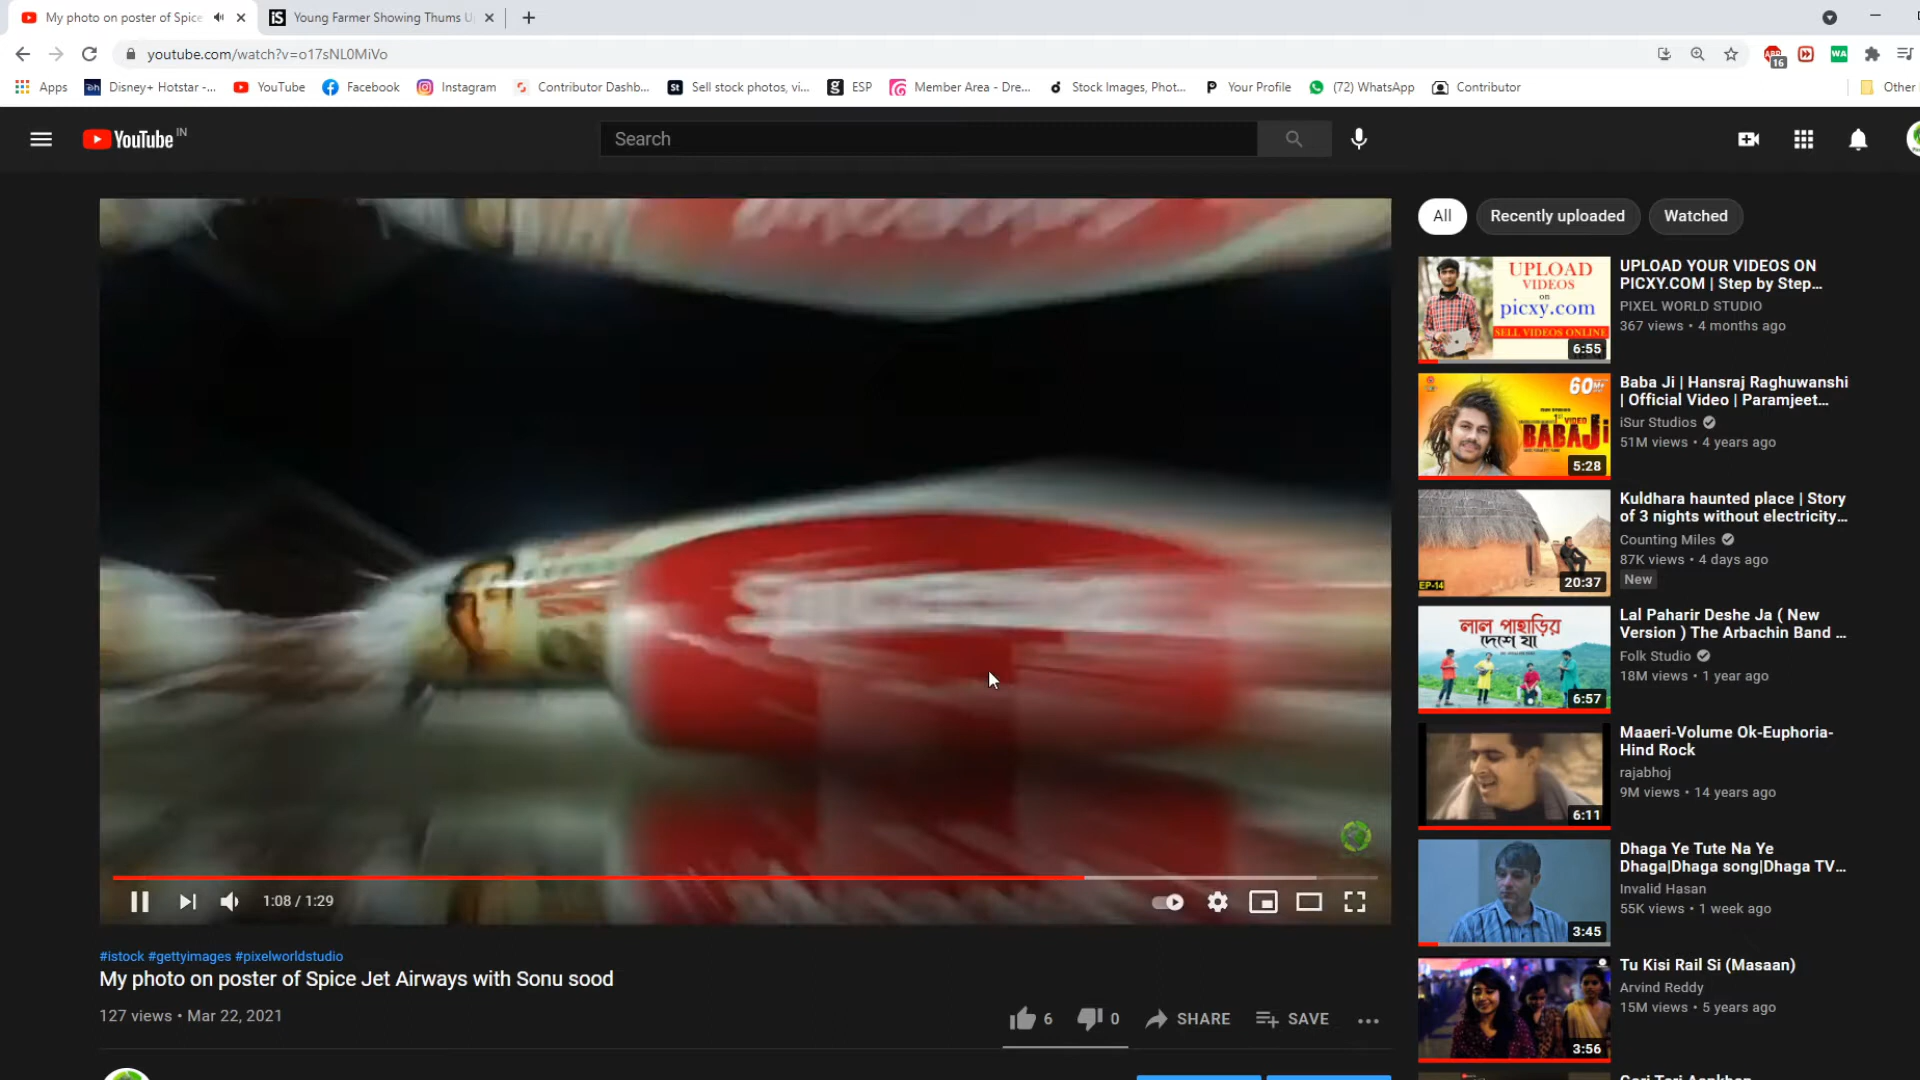 My photo on poster of Spice
Young Farmer Showing Thums U
youtube.com/watch?v=o17sNL0MiVo
16
WA
Apps
Disney+ Hotstar -...
YouTube
Facebook
Instagram
Contributor Dashb...
Sell stock photos, vi...
ESP
Member Area - Dre...
Stock Images, Phot...
Your Profile
(72) WhatsApp
Contributor
Other
YouTube IN
Search
All
Recently uploaded
Watched
UPLOAD
VIDEOS
on
picxy.com
SELL VIDEOS ONLINE
6:55
UPLOAD YOUR VIDEOS ON
PICXY.COM | Step by Step...
PIXEL WORLD STUDIO
367 views • 4 months ago
BABA Ji
5:28
Baba Ji | Hansraj Raghuwanshi
| Official Video | Paramjeet...
iSur Studios
51M views • 4 years ago
EP-14
20:37
Kuldhara haunted place | Story
of 3 nights without electricity...
Counting Miles
87K views • 4 days ago
New
লাল পাহাড়ির
দেশে যা
6:57
Lal Paharir Deshe Ja ( New
Version ) The Arbachin Band ...
Folk Studio
18M views • 1 year ago
6:11
Maaeri-Volume Ok-Euphoria-
Hind Rock
rajabhoj
9M views • 14 years ago
3:45
Dhaga Ye Tute Na Ye
Dhaga|Dhaga song|Dhaga TV...
Invalid Hasan
55K views • 1 week ago
3:56
Tu Kisi Rail Si (Masaan)
Arvind Reddy
15M views • 5 years ago
1:08 / 1:29
#istock #gettyimages #pixelworldstudio
My photo on poster of Spice Jet Airways with Sonu sood
127 views • Mar 22, 2021
6
0
SHARE
SAVE